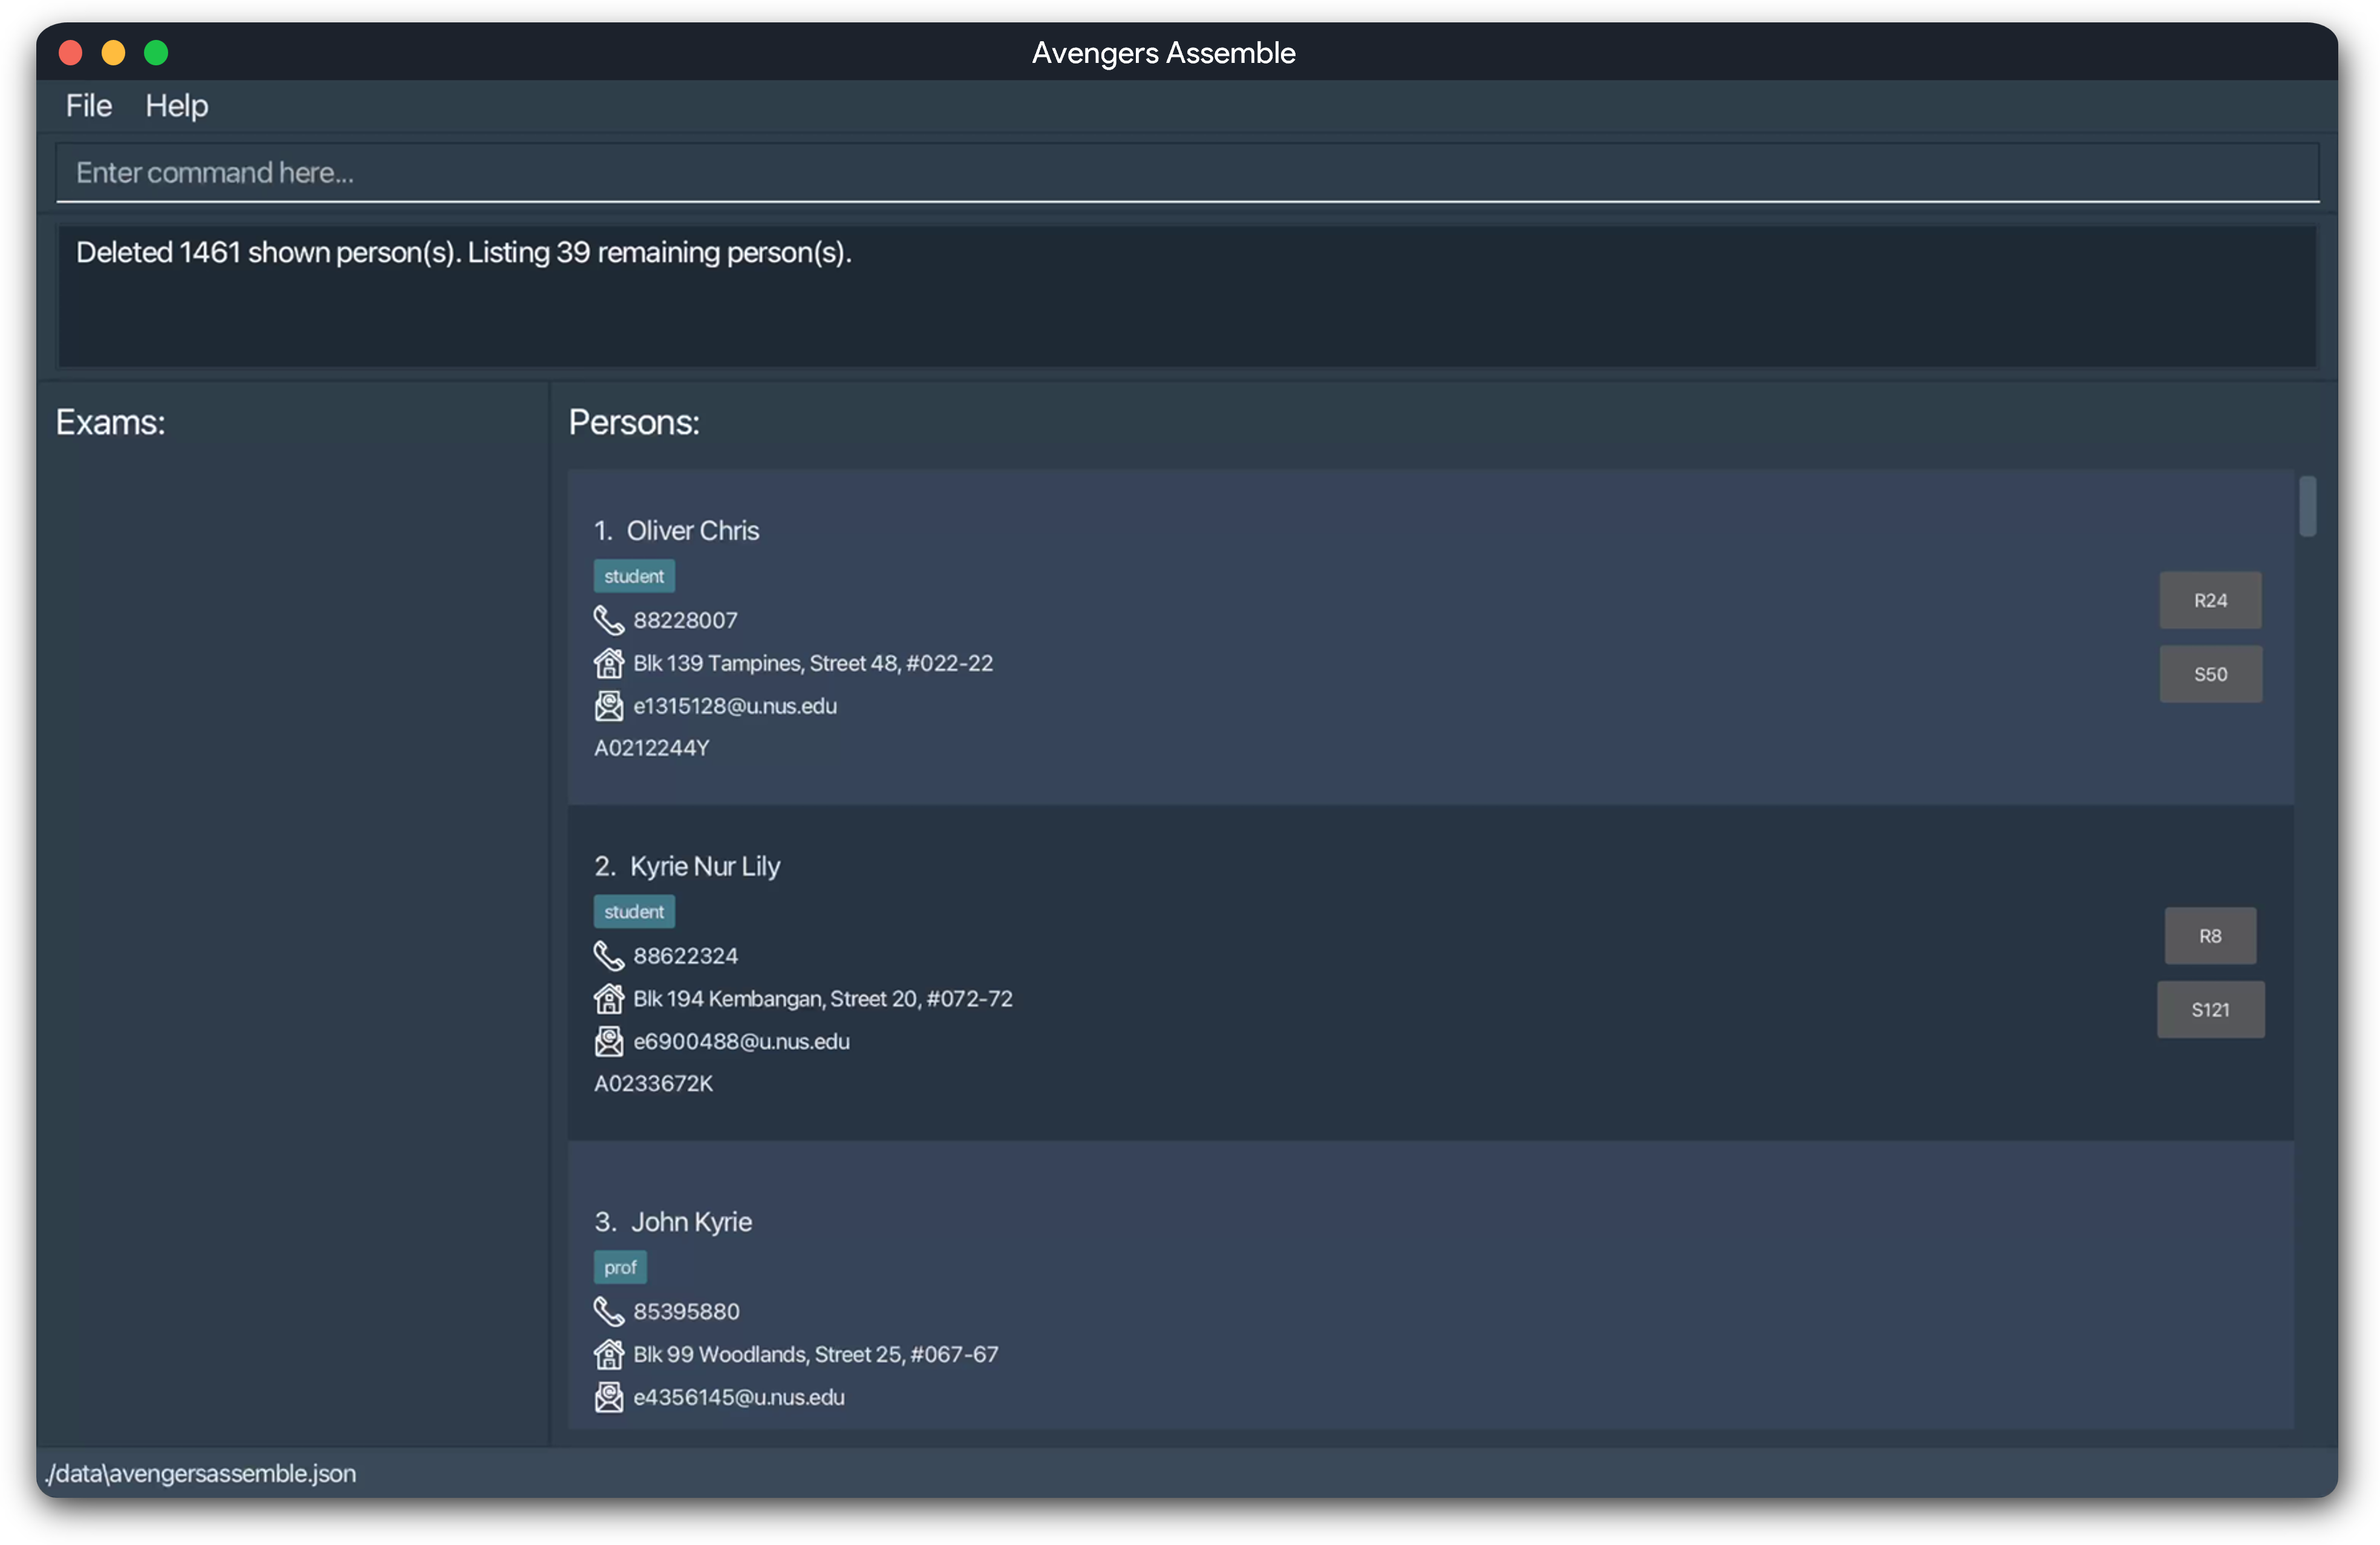 Avengers Assemble
File Help
Enter command here...
Deleted 1461 shown person(s). Listing 39 remaining person(s).
Exams:
Persons:
1. Oliver Chris
student
88228007
Blk 139 Tampines, Street 48, #022-22
e1315128@u.nus.edu
A0212244Y
R24
S50
2. Kyrie Nur Lily
student
88622324
Blk 194 Kembangan, Street 20, #072-72
e6900488@u.nus.edu
A0233672K
R8
S121
3. John Kyrie
prof
85395880
Blk 99 Woodlands, Street 25, #067-67
e4356145@u.nus.edu
./data\avengersassemble.json